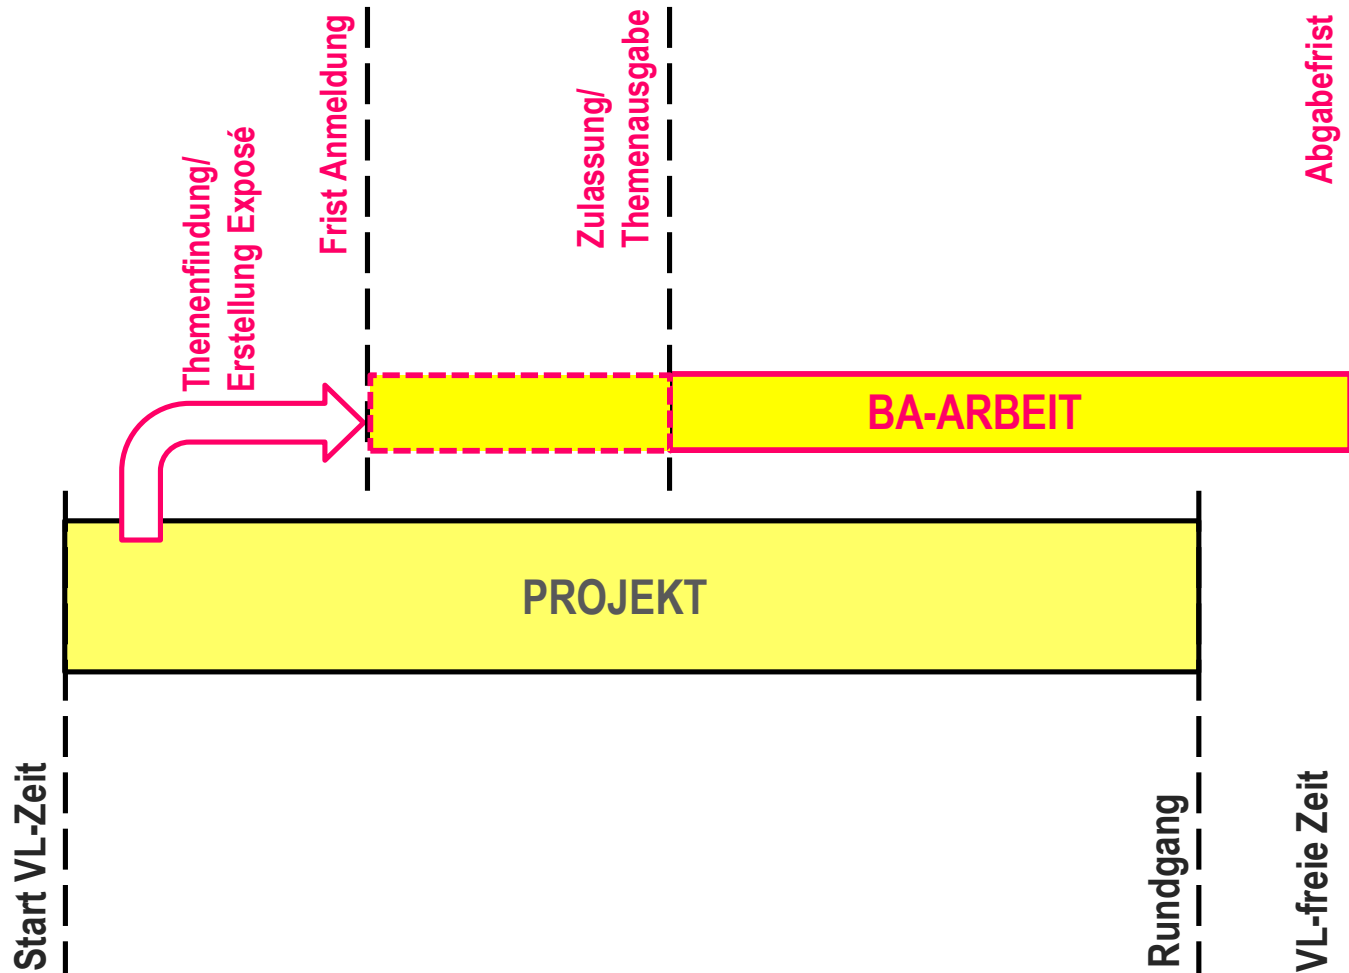 Themenfindung/
Erstellung Exposé
Frist Anmeldung
Zulassung/
Themenausgabe
Abgabefrist
BA-ARBEIT
PROJEKT
Start VL-Zeit
Rundgang
VL-freie Zeit